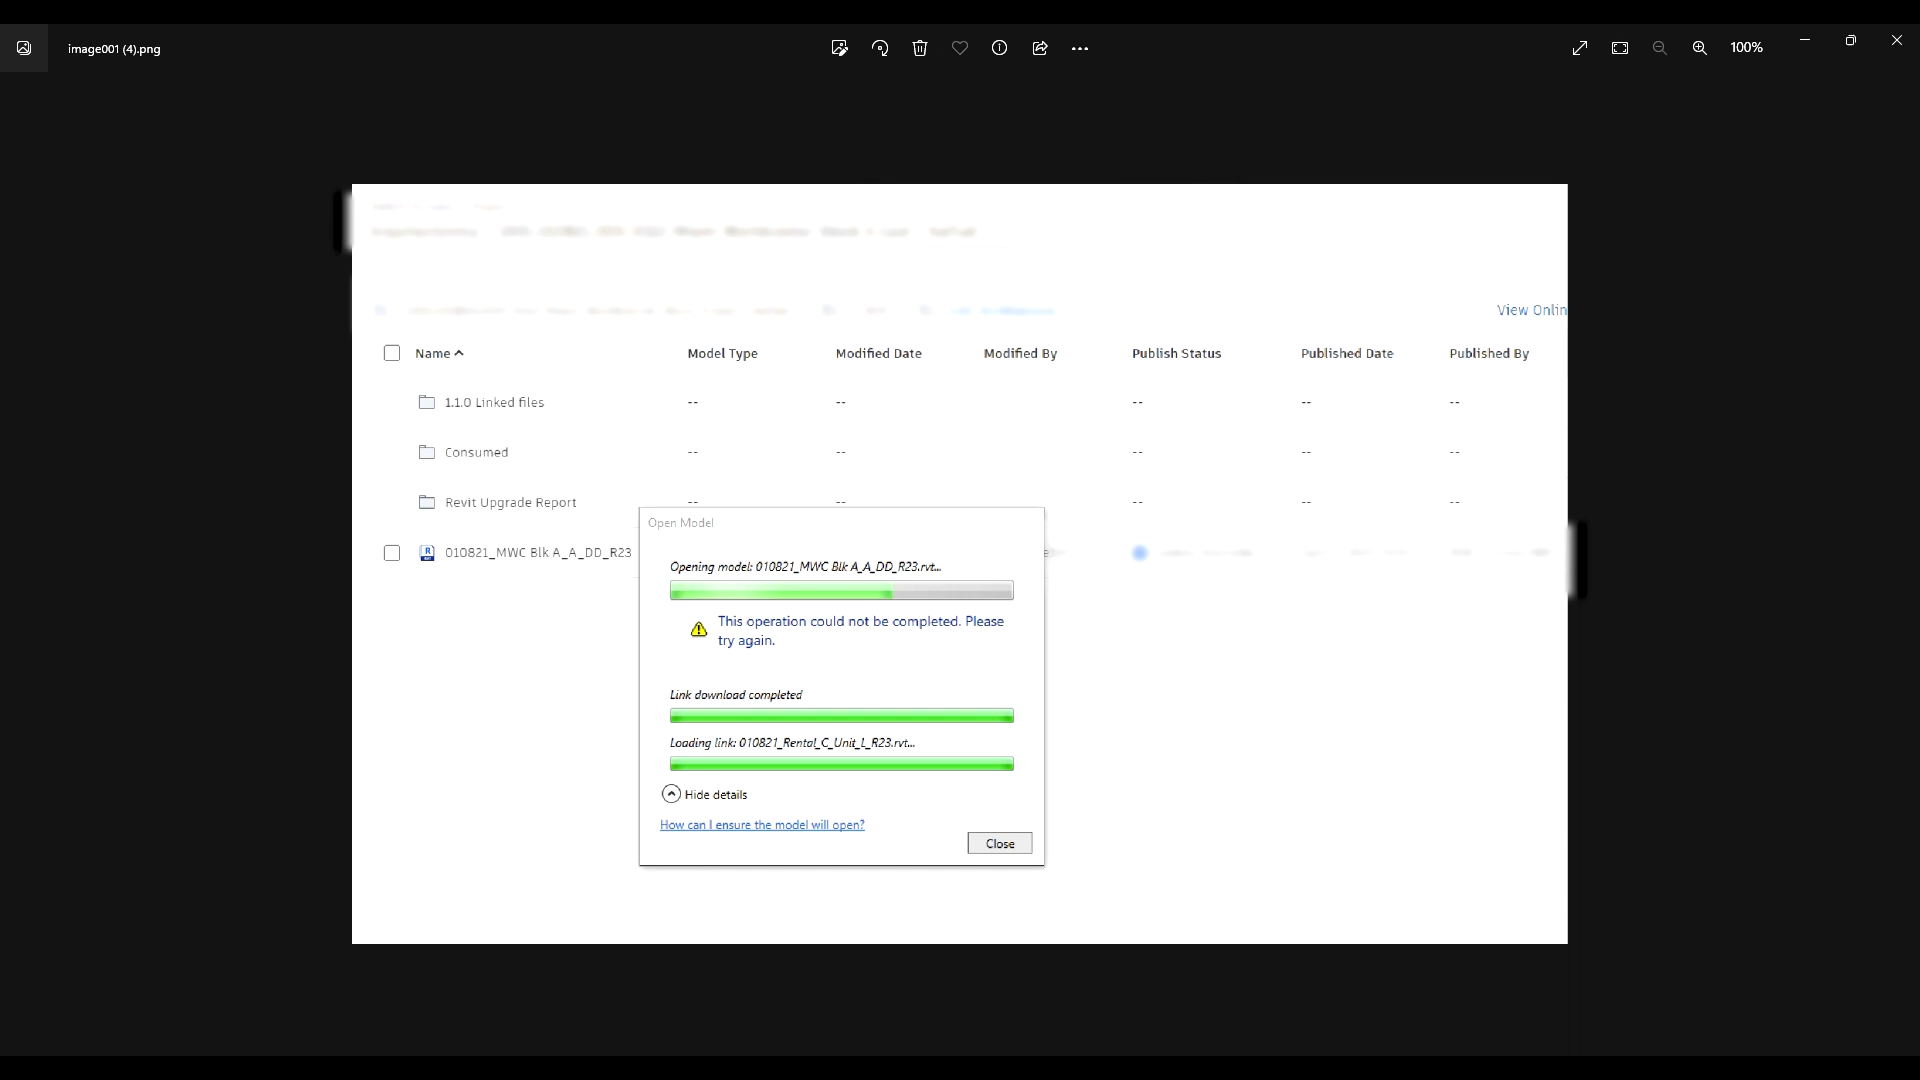 image001 (4).png
100%
View Onlin
Name Model Type Modified Date Modified By Publish Status Published Date Published By
1.1.0 Linked files -- -- -- -- --
Consumed -- -- -- -- --
Revit Upgrade Report -- -- -- -- --
010821_MWC Blk A_A_DD_R23
Open Model
Opening model: 010821_MWC Blk A_A_DD_R23.rvt...
This operation could not be completed. Please
try again.
Link download completed
Loading link: 010821_Rental_C_Unit_L_R23.rvt...
Hide details
How can I ensure the model will open?
Close